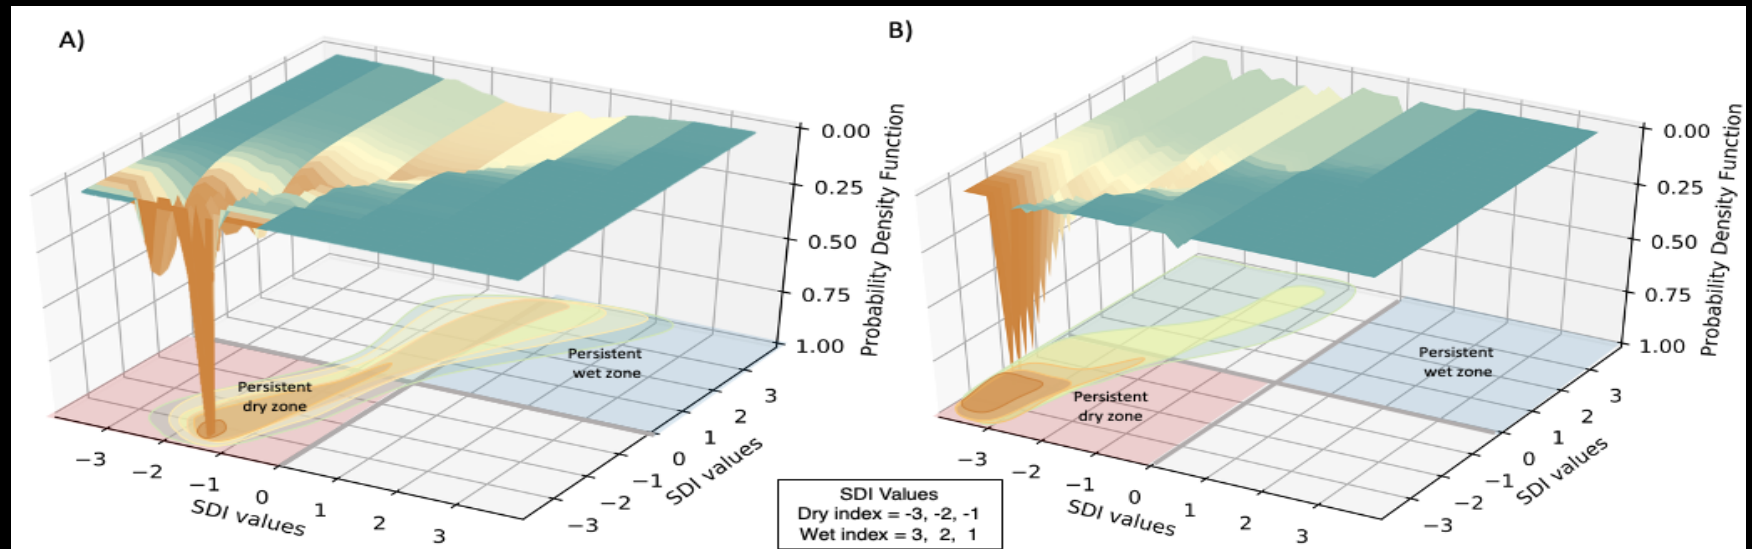 A)
0.00
0.25
0.50
0.75
1.00
Probability Density Function
Persistent
dry zone
Persistent
wet zone
−3
−2
−1
0
1
2
3
SDI values
−3
−2
−1
0
1
2
3
SDI values
B)
0.00
0.25
0.50
0.75
1.00
Probability Density Function
Persistent
dry zone
Persistent
wet zone
−3
−2
−1
0
1
2
3
SDI values
−3
−2
−1
0
1
2
3
SDI values
SDI Values
Dry index = -3, -2, -1
Wet index = 3, 2, 1